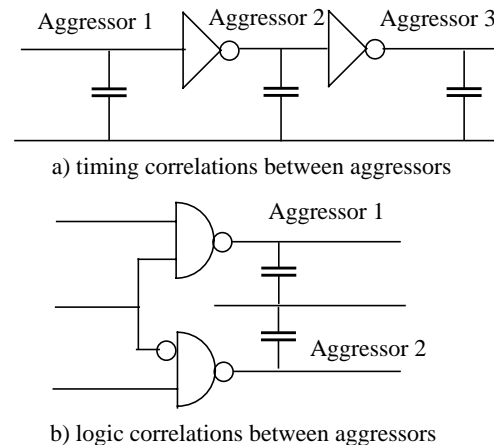 Aggressor 1 Aggressor 2 Aggressor 3
a) timing correlations between aggressors
Aggressor 1
Aggressor 2
b) logic correlations between aggressors